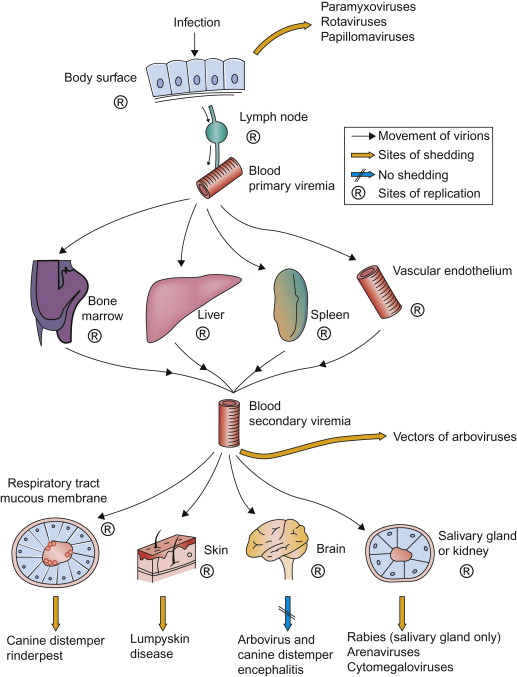 Paramyxoviruses
Rotaviruses
Papillomaviruses
Infection
Body surface
®
Lymph node
®
Blood
primary viremia
Movement of virions
Sites of shedding
No shedding
® Sites of replication
Bone
marrow
®
Liver
®
Spleen
®
Vascular endothelium
®
Blood
secondary viremia
Vectors of arboviruses
Respiratory tract
mucous membrane
®
Skin
®
Brain
®
Salivary gland
or kidney
®
Canine distemper
rinderpest
Lumpyskin
disease
Arbovirus and
canine distemper
encephalitis
Rabies (salivary gland only)
Arenaviruses
Cytomegaloviruses